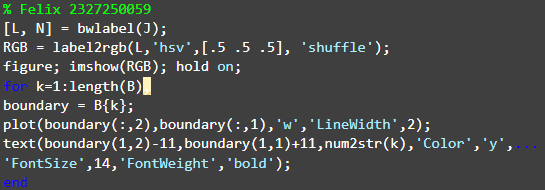 % Felix 2327250059
[L, N] = bwlabel(J);
RGB = label2rgb(L,'hsv',[.5 .5 .5], 'shuffle');
figure; imshow(RGB); hold on;
for k=1:length(B),
boundary = B{k};
plot(boundary(:,2),boundary(:,1),'w','LineWidth',2);
text(boundary(1,2)-11,boundary(1,1)+11,num2str(k),'Color','y',...
'FontSize',14,'FontWeight','bold');
end